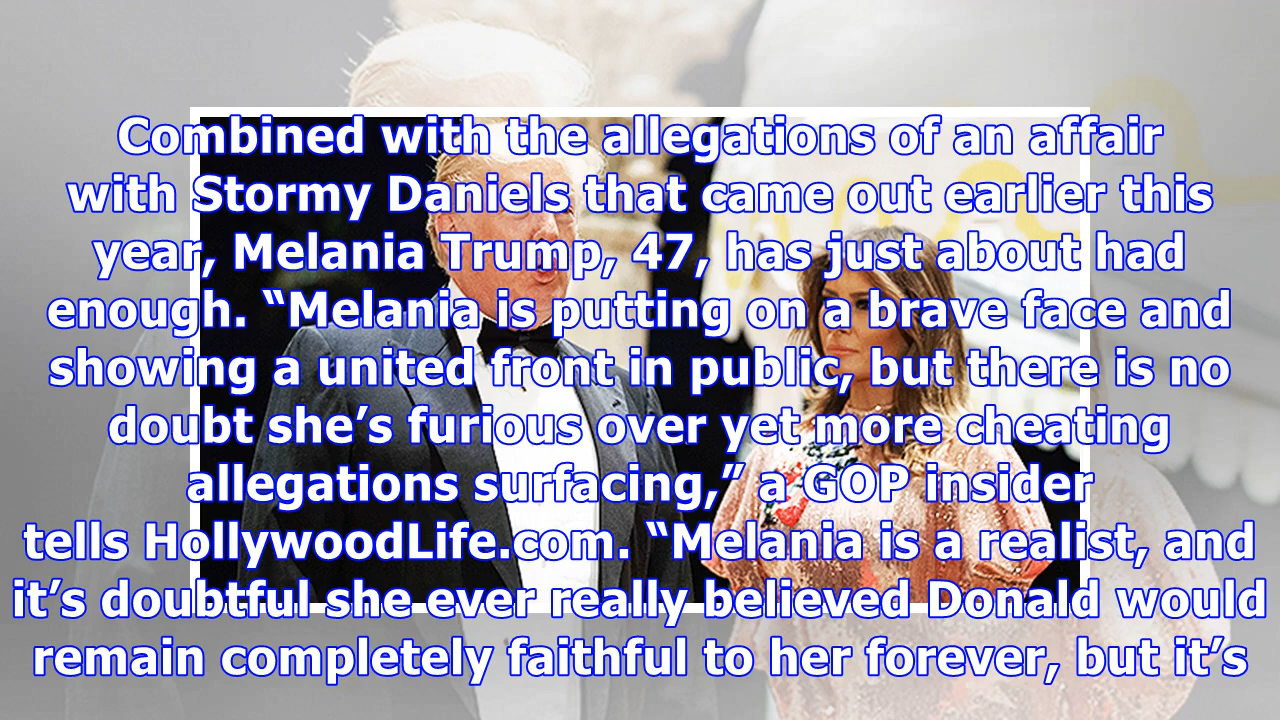 Combined with the allegations of an affair
with Stormy Daniels that came out earlier this
year, Melania Trump, 47, has just about had
enough. “Melania is putting on a brave face and
showing a united front in public, but there is no
doubt she’s furious over yet more cheating
allegations surfacing,” a GOP insider
tells HollywoodLife.com. “Melania is a realist, and
it’s doubtful she ever really believed Donald would
remain completely faithful to her forever, but it’s